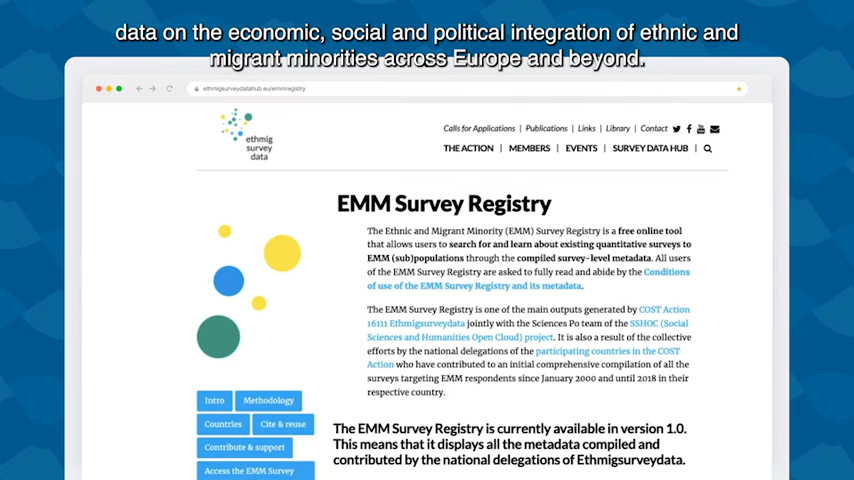 data on the economic, social and political integration of ethnic and
migrant minorities across Europe and beyond.
ethmigsurveydatahub.eu/emmregistry
ethmig
survey
data
Calls for Applications | Publications | Links | Library | Contact
THE ACTION | MEMBERS | EVENTS | SURVEY DATA HUB |
EMM Survey Registry
The Ethnic and Migrant Minority (EMM) Survey Registry is a free online tool
that allows users to search for and learn about existing quantitative surveys to
EMM (sub)populations through the compiled survey-level metadata. All users
of the EMM Survey Registry are asked to fully read and abide by the Conditions
of use of the EMM Survey Registry and its metadata.
The EMM Survey Registry is one of the main outputs generated by COST Action
16111 Ethmigsurveydata jointly with the Sciences Po team of the SSHOC (Social
Sciences and Humanities Open Cloud) project. It is also a result of the collective
efforts by the national delegations of the participating countries in the COST
Action who have contributed to an initial comprehensive compilation of all the
surveys targeting EMM respondents since January 2000 and until 2018 in their
respective country.
Intro
Methodology
Countries
Cite & reuse
Contribute & support
Access the EMM Survey
The EMM Survey Registry is currently available in version 1.0.
This means that it displays all the metadata compiled and
contributed by the national delegations of Ethmigsurveydata.